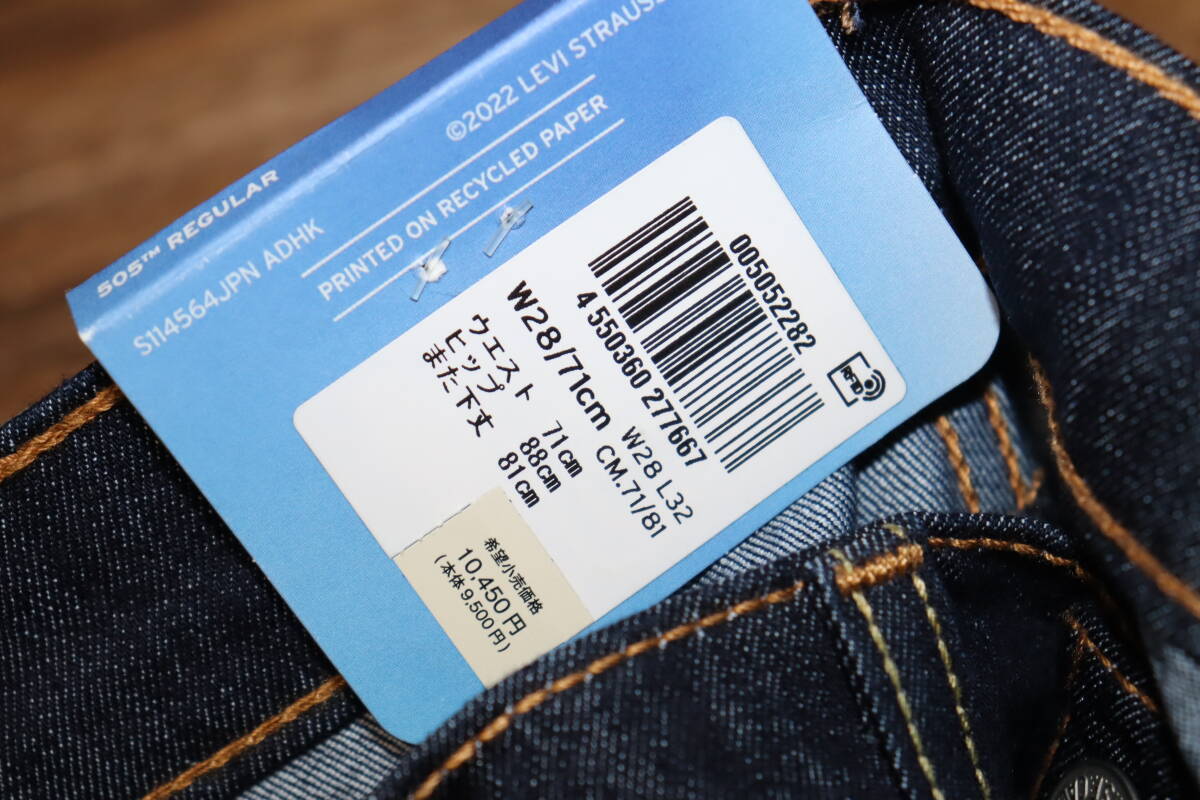 505™ REGULAR
S114564JPN ADHK
©2022 LEVI STRAUSS
PRINTED ON RECYCLED PAPER
005052282
4 550360 277667
RFID
W28 L32
CM.71/81
W28/71cm
ウエスト 71cm
ヒップ 88cm
また下丈 81cm
希望小売価格
10,450円
(本体9,500円)